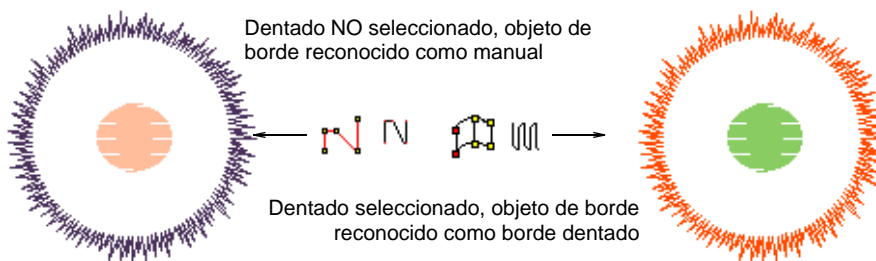 Dentado NO seleccionado, objeto de
borde reconocido como manual
Dentado seleccionado, objeto de borde
reconocido como borde dentado